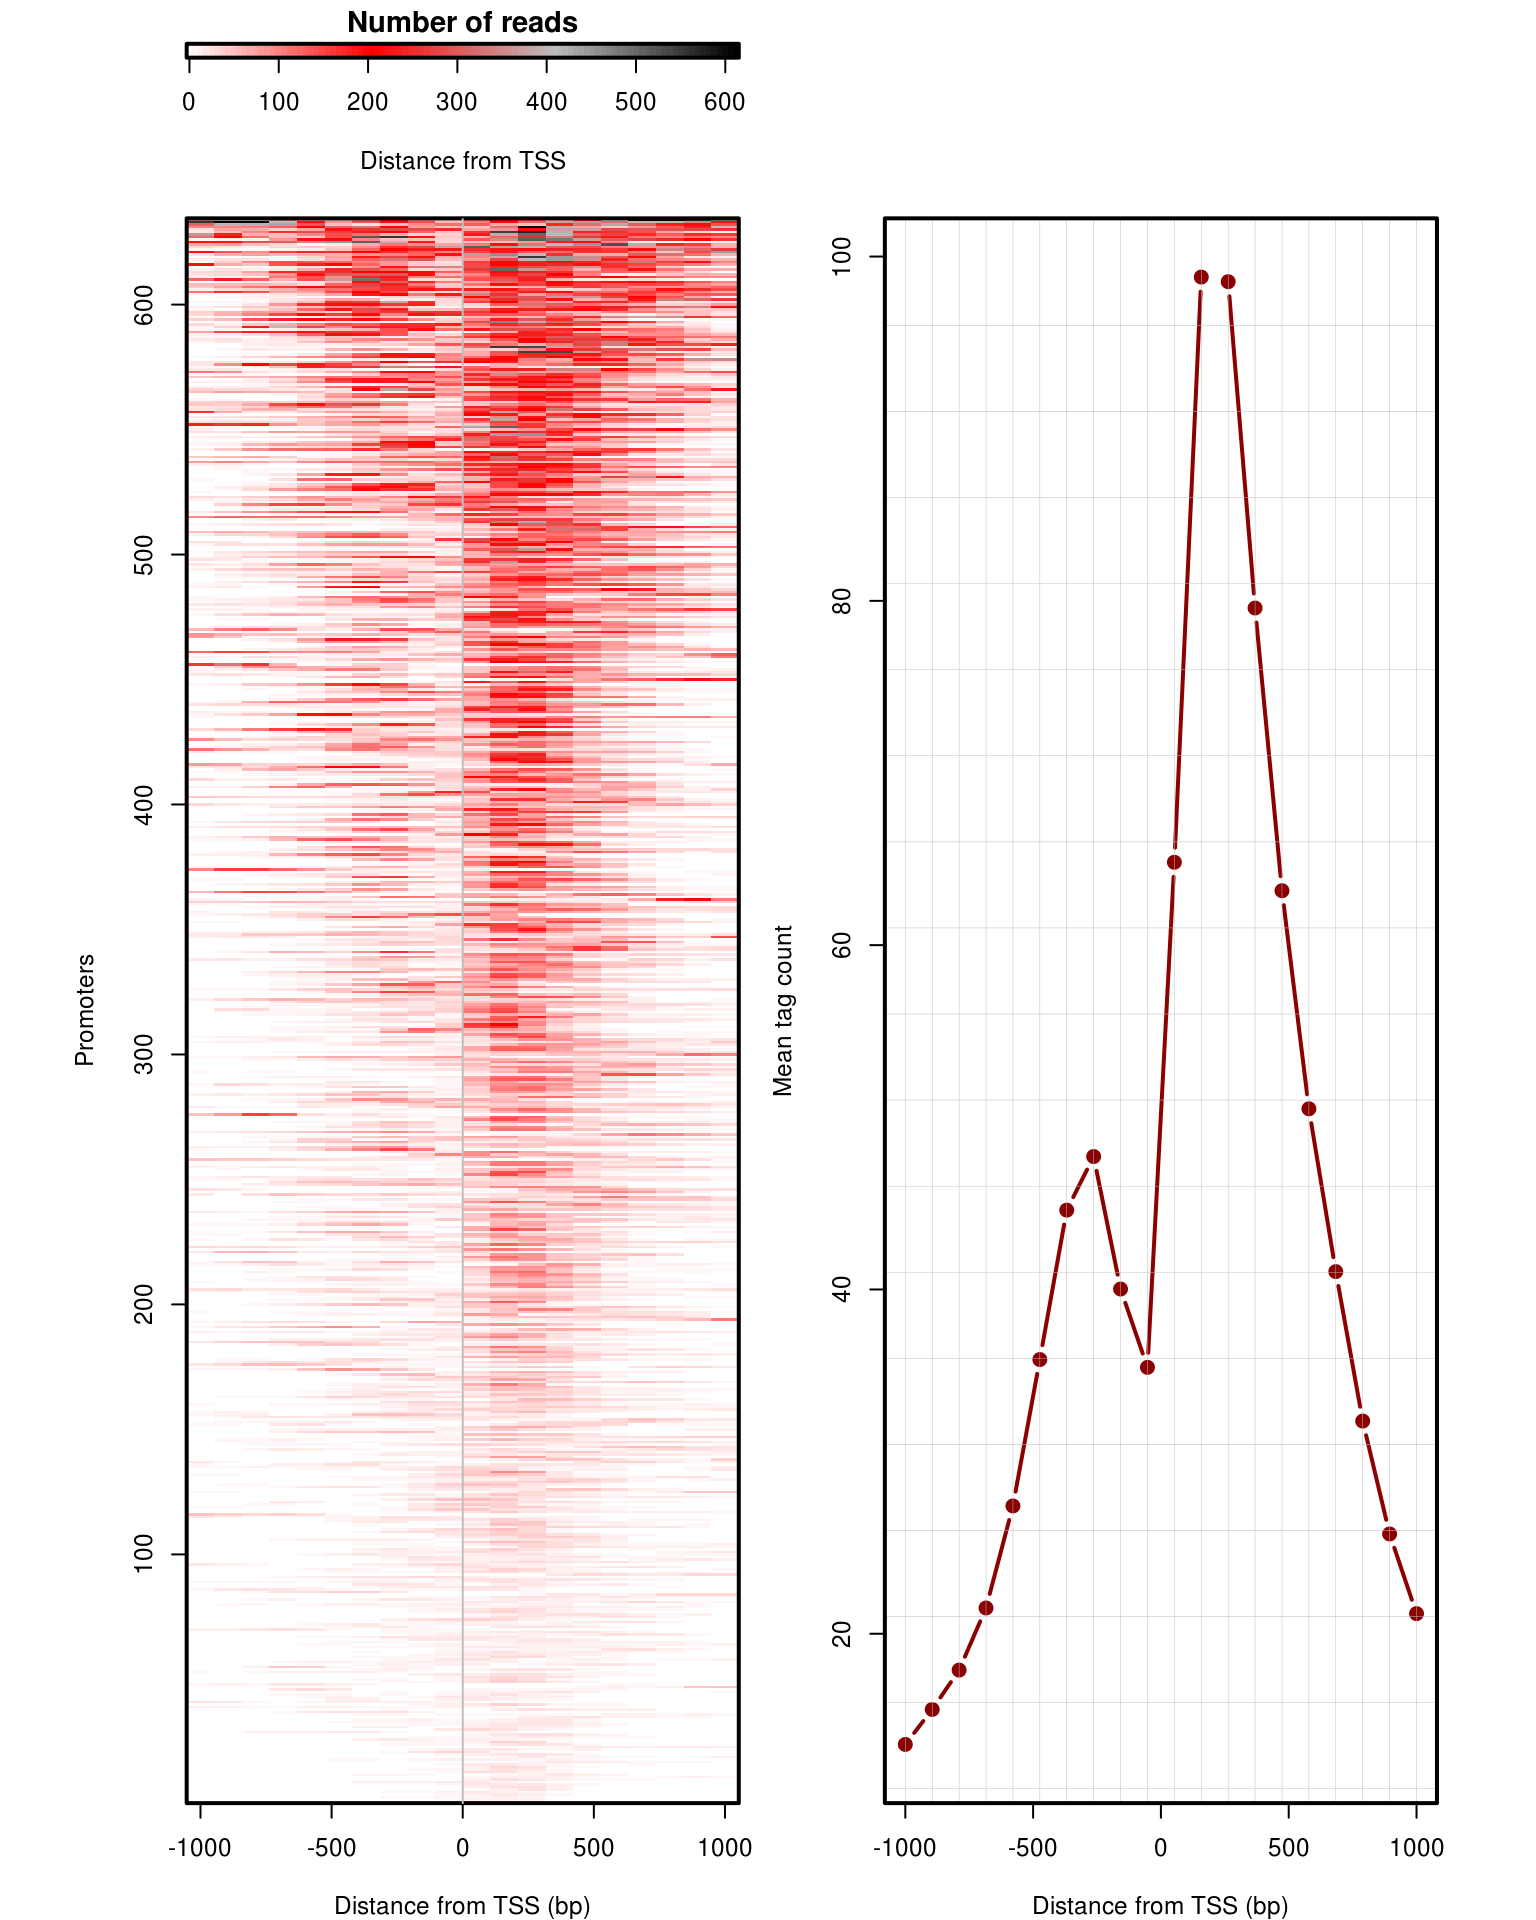 Number of reads
0 100 200 300 400 500 600
Distance from TSS
Promoters
600
500
400
300
200
100
-1000 -500 0 500 1000
Distance from TSS (bp)
Mean tag count
100
80
60
40
20
-1000 -500 0 500 1000
Distance from TSS (bp)